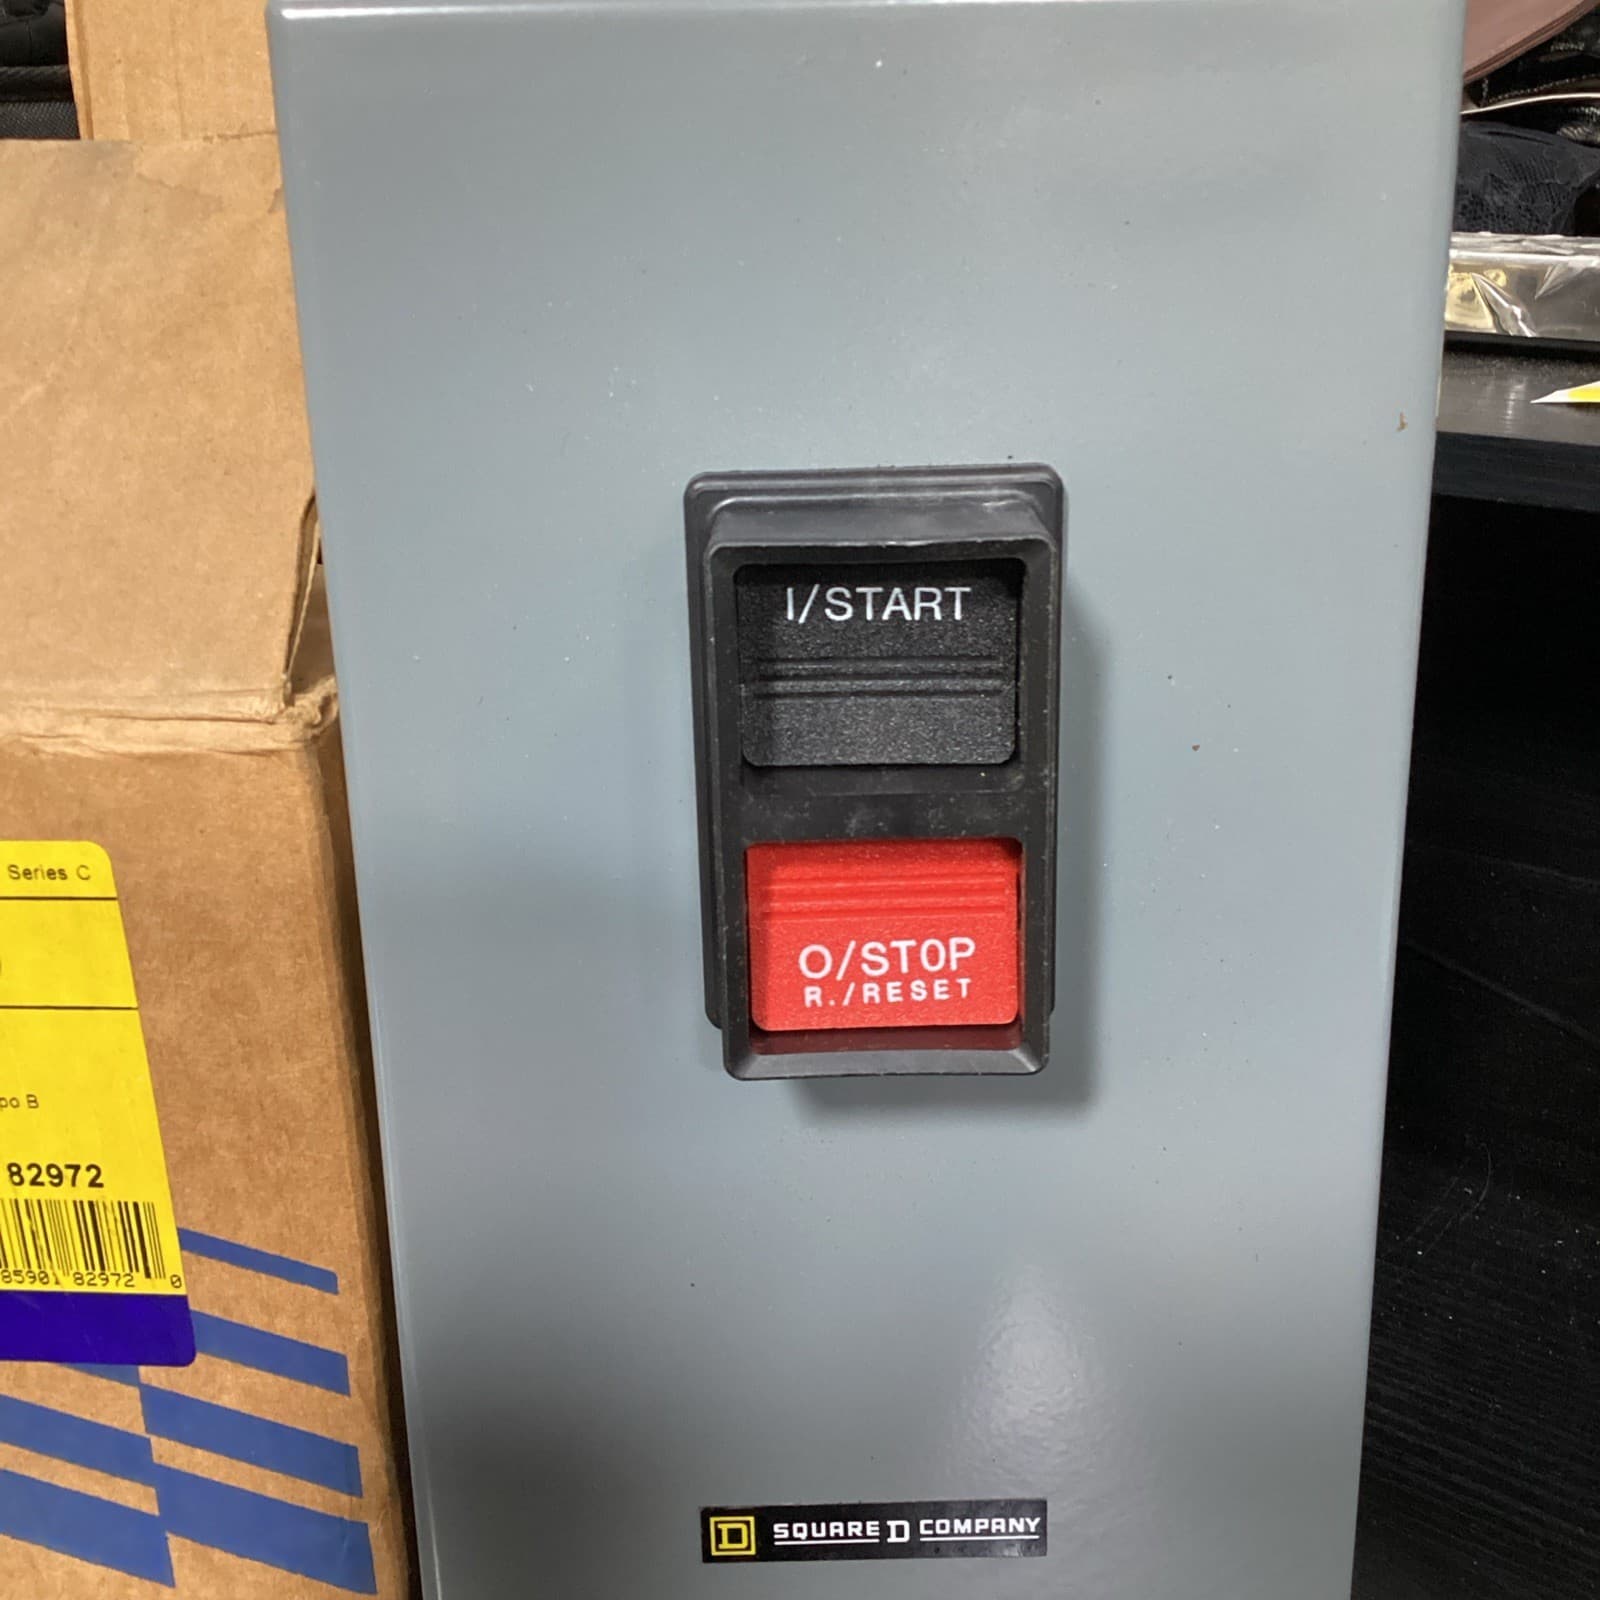 Series C
po B
82972
85901 82972 0
I/START
O/STOP
R./RESET
D SQUARE D COMPANY